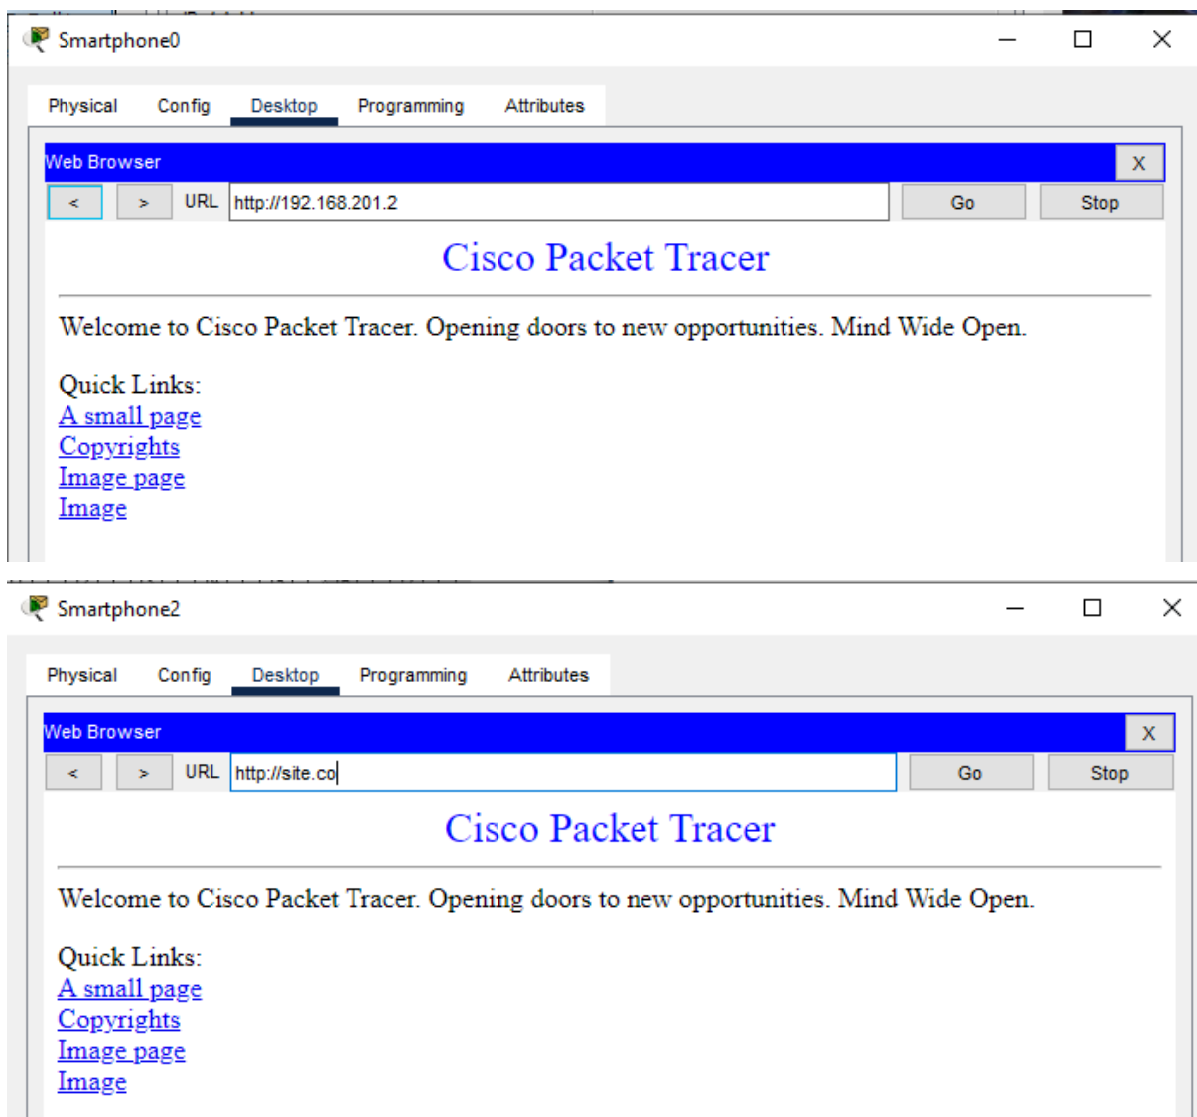 Smartphone0
Physical Config Desktop Programming Attributes
Web Browser X
< > URL http://192.168.201.2 Go Stop
Cisco Packet Tracer
Welcome to Cisco Packet Tracer. Opening doors to new opportunities. Mind Wide Open.
Quick Links:
A small page
Copyrights
Image page
Image
Smartphone2
Physical Config Desktop Programming Attributes
Web Browser X
< > URL http://site.co Go Stop
Cisco Packet Tracer
Welcome to Cisco Packet Tracer. Opening doors to new opportunities. Mind Wide Open.
Quick Links:
A small page
Copyrights
Image page
Image